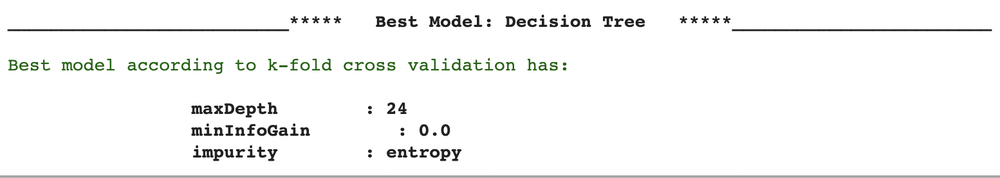 __________________________*****   Best Model: Decision Tree   *****________________________
Best model according to k-fold cross validation has:
maxDepth        : 24
minInfoGain        : 0.0
impurity        : entropy